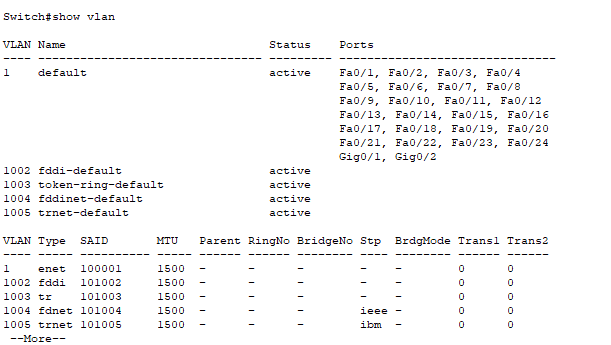 Switch#show vlan
VLAN Name                             Status    Ports
---- -------------------------------- --------- -------------------------------
1    default                          active    Fa0/1, Fa0/2, Fa0/3, Fa0/4
                                                Fa0/5, Fa0/6, Fa0/7, Fa0/8
                                                Fa0/9, Fa0/10, Fa0/11, Fa0/12
                                                Fa0/13, Fa0/14, Fa0/15, Fa0/16
                                                Fa0/17, Fa0/18, Fa0/19, Fa0/20
                                                Fa0/21, Fa0/22, Fa0/23, Fa0/24
                                                Gig0/1, Gig0/2
1002 fddi-default                     active
1003 token-ring-default               active
1004 fddinet-default                  active
1005 trnet-default                    active
VLAN Type  SAID       MTU   Parent RingNo BridgeNo Stp  BrdgMode Trans1 Trans2
---- ----- ---------- ----- ------ ------ -------- ---- -------- ------ ------
1    enet  100001     1500  -      -      -        -    -        0      0
1002 fddi  101002     1500  -      -      -        -    -        0      0
1003 tr    101003     1500  -      -      -        -    -        0      0
1004 fdnet 101004     1500  -      -      -        ieee -        0      0
1005 trnet 101005     1500  -      -      -        ibm  -        0      0
 --More--